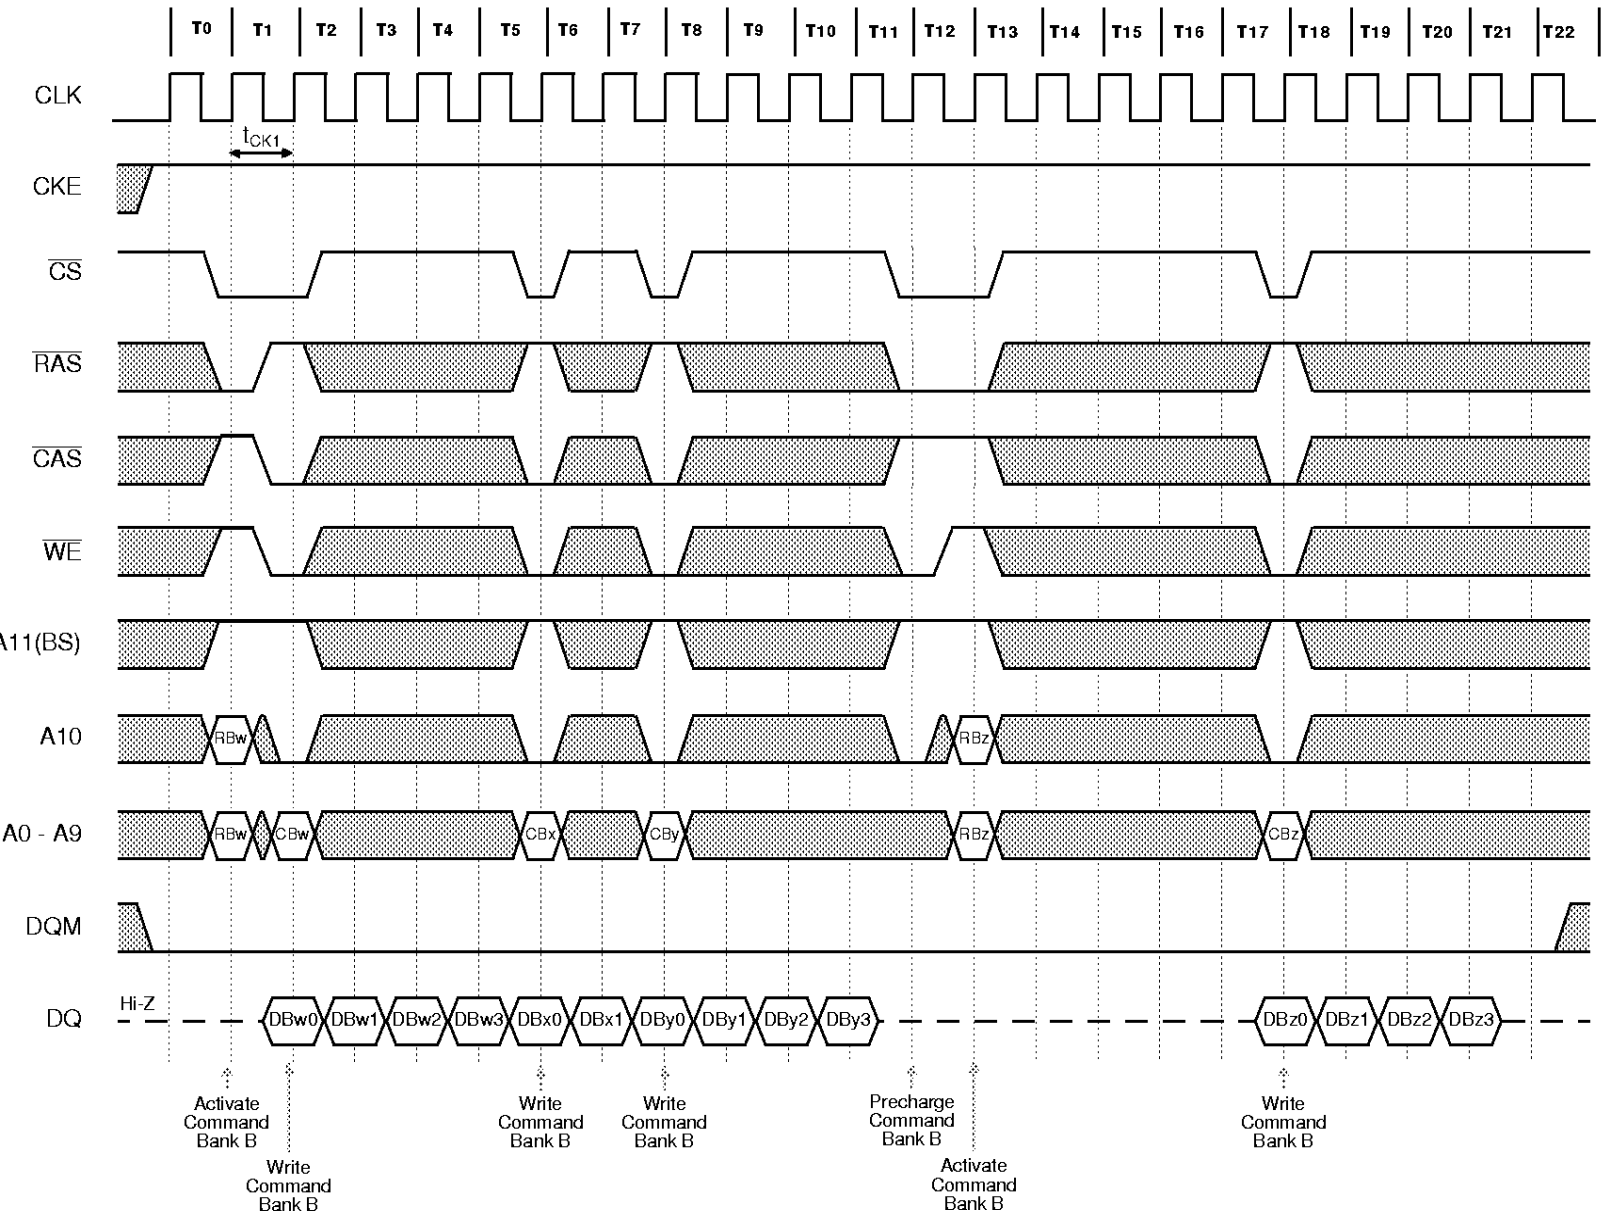 T0 T1 T2 T3 T4 T5 T6 T7 T8 T9 T10 T11 T12 T13 T14 T15 T16 T17 T18 T19 T20 T21 T22
CLK
tCK1
CKE
CS
RAS
CAS
WE
A11(BS)
A10 RBw RBz
A0 - A9 RBw CBw CBx CBy RBz CBz
DQM
Hi-Z
DQ DBw0 DBw1 DBw2 DBw3 DBx0 DBx1 DBy0 DBy1 DBy2 DBy3 DBz0 DBz1 DBz2 DBz3
Activate
Command
Bank B
Write
Command
Bank B
Write
Command
Bank B
Write
Command
Bank B
Precharge
Command
Bank B
Activate
Command
Bank B
Write
Command
Bank B